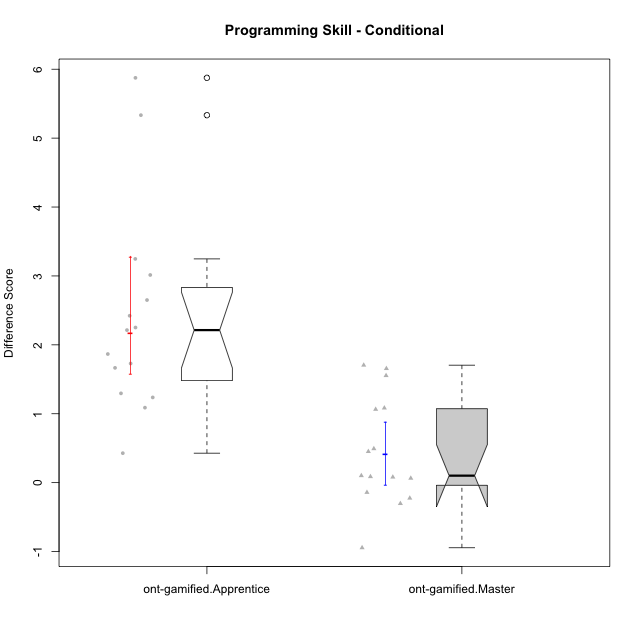 Programming Skill - Conditional
Difference Score
6
5
4
3
2
1
0
-1
ont-gamified.Apprentice
ont-gamified.Master